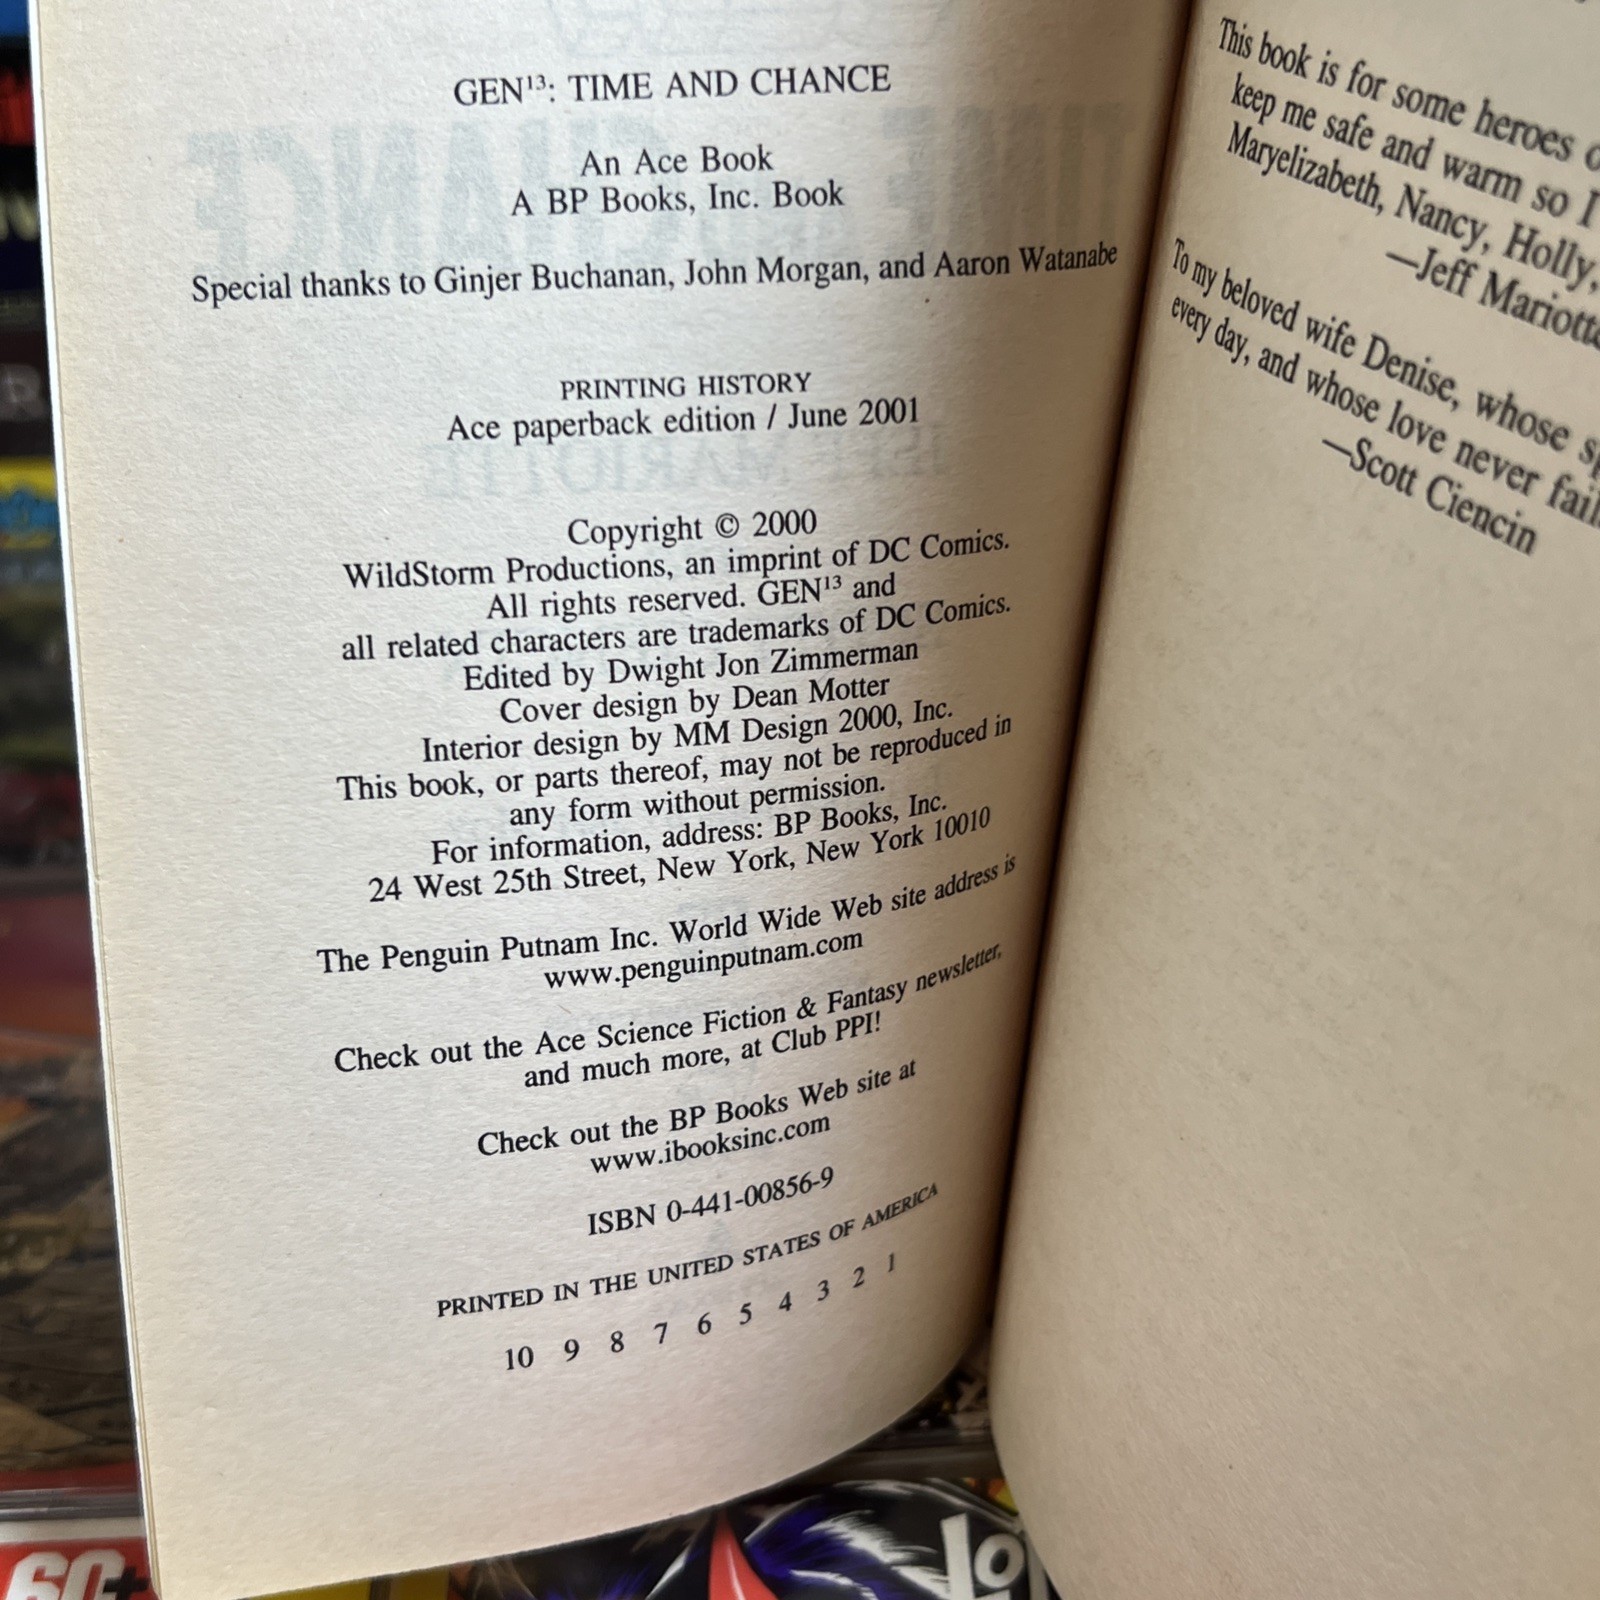 GEN¹³: TIME AND CHANCE
An Ace Book
A BP Books, Inc. Book
Special thanks to Ginjer Buchanan, John Morgan, and Aaron Watanabe
PRINTING HISTORY
Ace paperback edition / June 2001
Copyright © 2000
WildStorm Productions, an imprint of DC Comics.
All rights reserved. GEN¹³ and
all related characters are trademarks of DC Comics.
Edited by Dwight Jon Zimmerman
Cover design by Dean Motter
Interior design by MM Design 2000, Inc.
This book, or parts thereof, may not be reproduced in
any form without permission.
For information, address: BP Books, Inc.
24 West 25th Street, New York, New York 10010
The Penguin Putnam Inc. World Wide Web site address is
www.penguinputnam.com
Check out the Ace Science Fiction & Fantasy newsletter,
and much more, at Club PPI!
Check out the BP Books Web site at
www.ibooksinc.com
ISBN 0-441-00856-9
PRINTED IN THE UNITED STATES OF AMERICA
10 9 8 7 6 5 4 3 2 1
This book is for some heroes
keep me safe and warm so I
Maryelizabeth, Nancy, Holly,
—Jeff Mariotte
To my beloved wife Denise, whose
every day, and whose love never
—Scott Ciencin